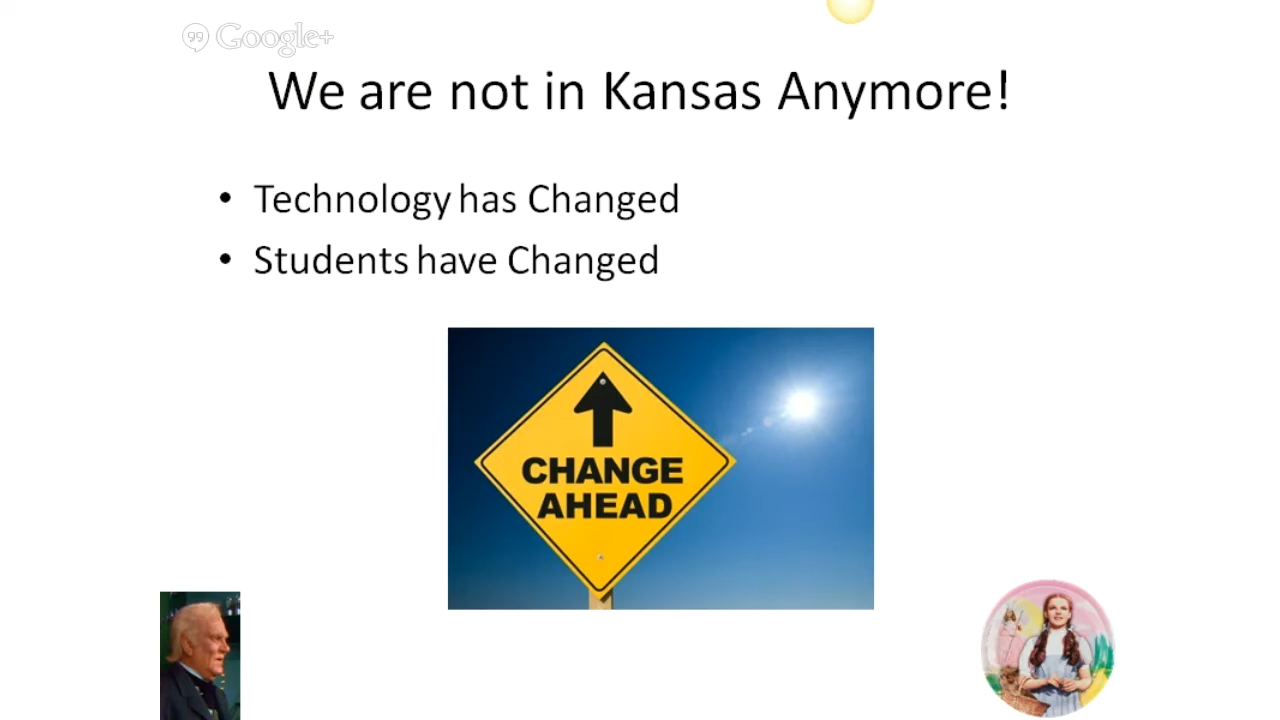 Google+
We are not in Kansas Anymore!
• Technology has Changed
• Students have Changed
CHANGE
AHEAD